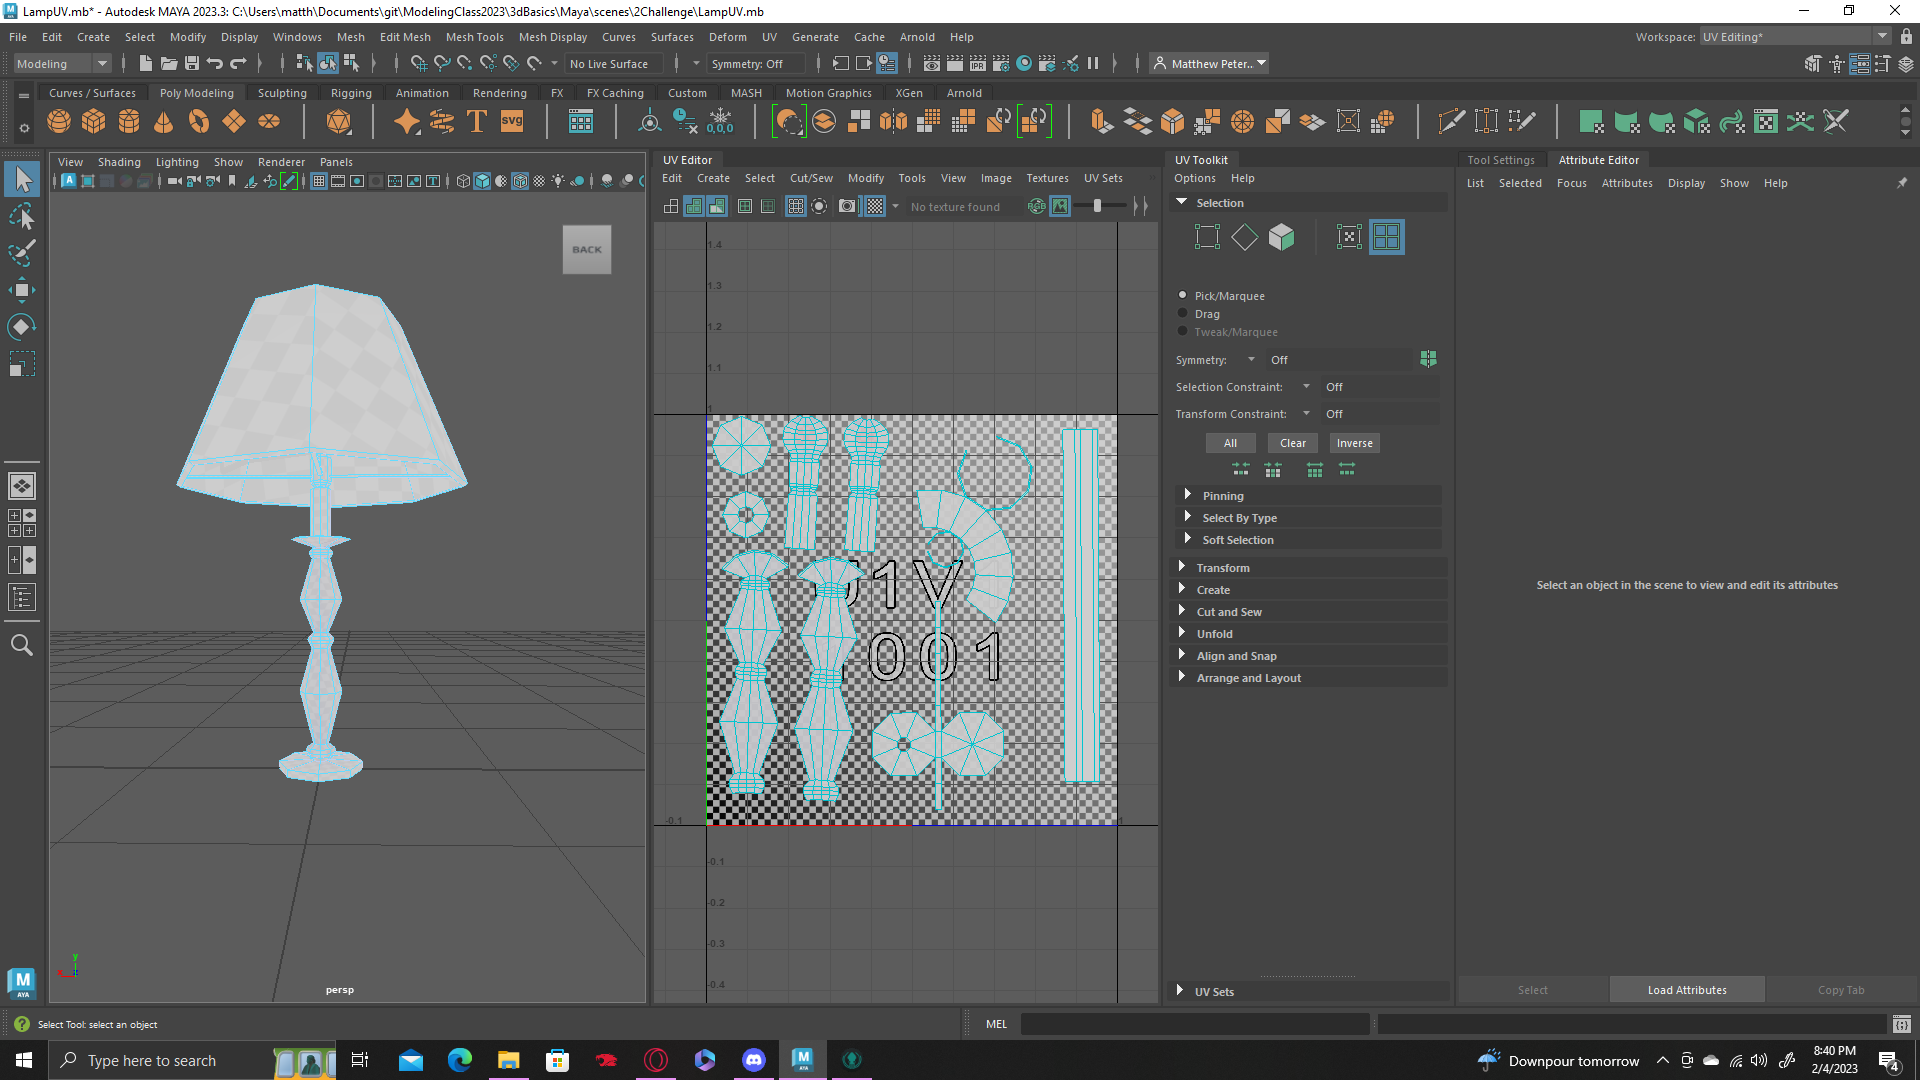 LampUV.mb* - Autodesk MAYA 2023.3: C:\Users\matth\Documents\git\ModelingClass2023\3dBasics\Maya\scenes\2Challenge\LampUV.mb
File Edit Create Select Modify Display Windows Mesh Edit Mesh Mesh Tools Mesh Display Curves Surfaces Deform UV Generate Cache Arnold Help Workspace: UV Editing*
Modeling No Live Surface Symmetry: Off Matthew Peter..
Curves / Surfaces Poly Modeling Sculpting Rigging Animation Rendering FX FX Caching Custom MASH Motion Graphics XGen Arnold
View Shading Lighting Show Renderer Panels
BACK
persp
UV Editor
Edit Create Select Cut/Sew Modify Tools View Image Textures UV Sets
No texture found
1.4
1.3
1.2
1.1
1
-0.1
1
-0.1
-0.2
-0.3
-0.4
UV Toolkit
Options Help
Selection
Pick/Marquee
Drag
Tweak/Marquee
Symmetry: Off
Selection Constraint: Off
Transform Constraint: Off
All Clear Inverse
Pinning
Select By Type
Soft Selection
Transform
Create
Cut and Sew
Unfold
Align and Snap
Arrange and Layout
UV Sets
Tool Settings Attribute Editor
List Selected Focus Attributes Display Show Help
Select an object in the scene to view and edit its attributes
Select Load Attributes Copy Tab
Select Tool: select an object
MEL
Type here to search
Downpour tomorrow
8:40 PM
2/4/2023
4